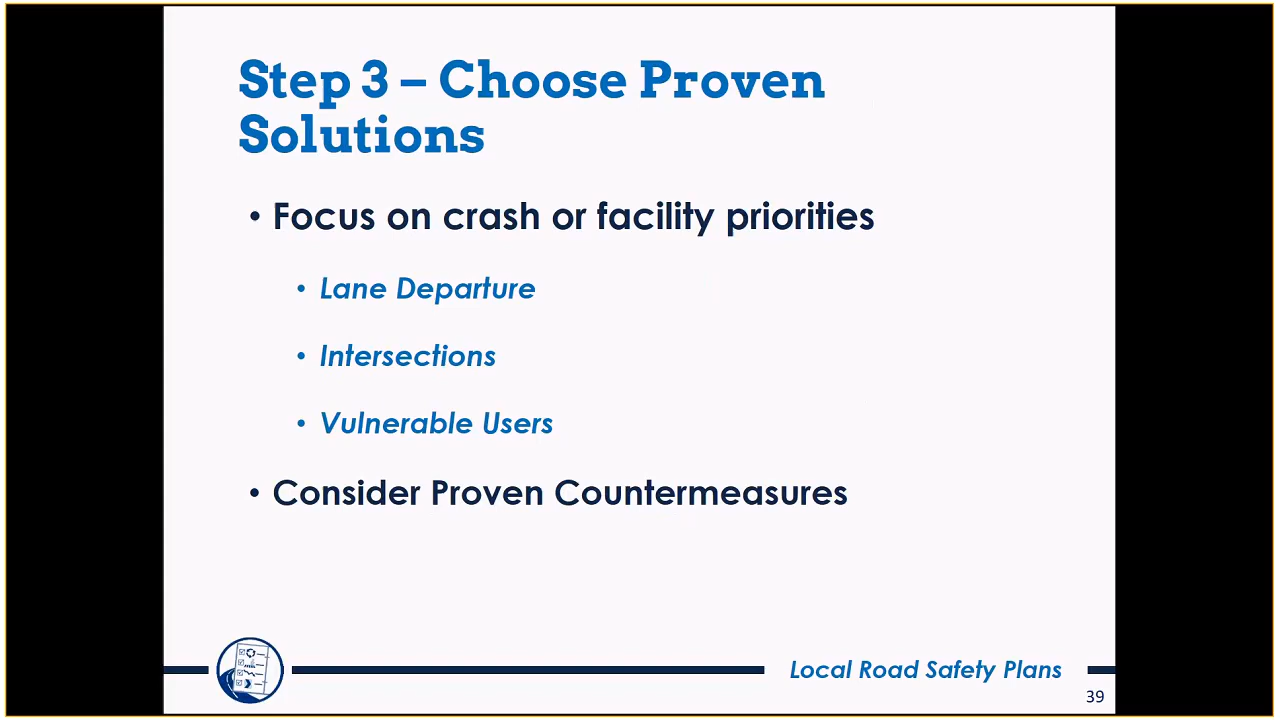 Step 3 – Choose Proven
Solutions
• Focus on crash or facility priorities
• Lane Departure
• Intersections
• Vulnerable Users
• Consider Proven Countermeasures
Local Road Safety Plans
39